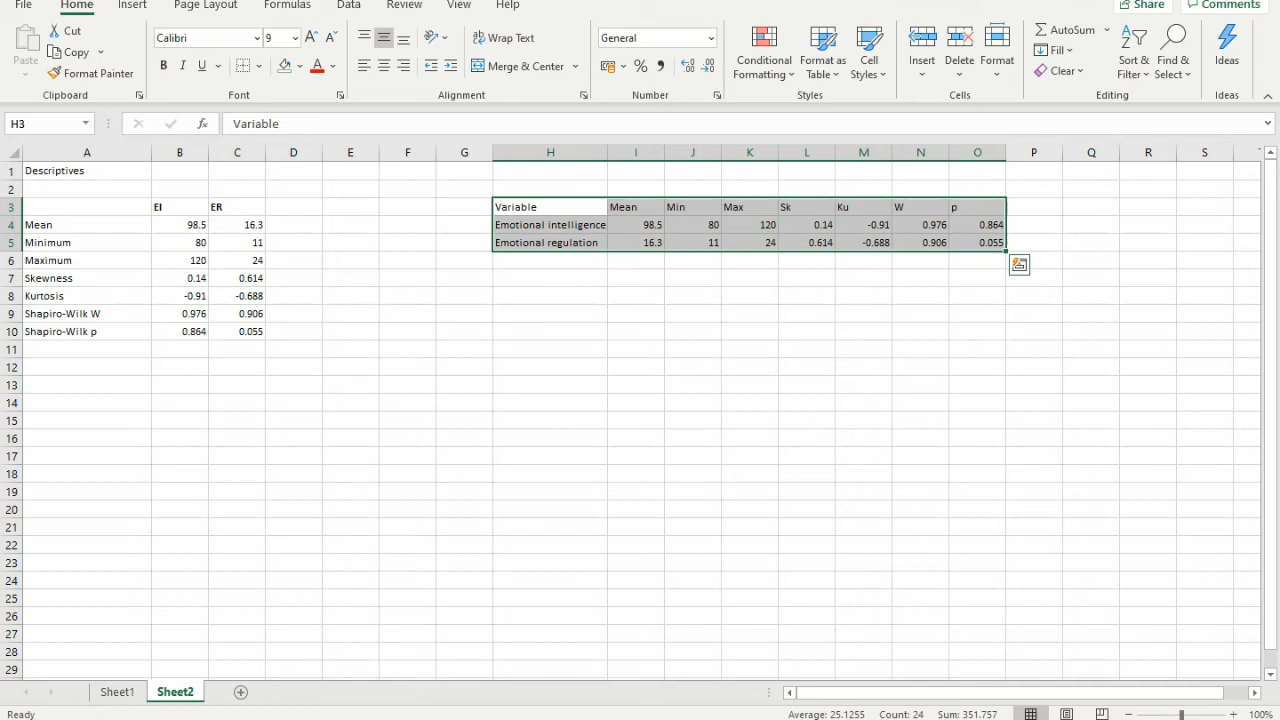 File Home Insert Page Layout Formulas Data Review View Help Share Comments
Paste Cut Copy Format Painter Clipboard
Calibri 9 A A B I U A Font
Wrap Text Merge & Center Alignment
General % , Number
Conditional Formatting Format as Table Cell Styles Styles
Insert Delete Format Cells
AutoSum Fill Clear Sort & Filter Find & Select Editing
Ideas Ideas
H3 fx Variable
A B C D E F G H I J K L M N O P Q R S
1 Descriptives
2
3 EI ER Variable Mean Min Max Sk Ku W p
4 Mean 98.5 16.3 Emotional intelligence 98.5 80 120 0.14 -0.91 0.976 0.864
5 Minimum 80 11 Emotional regulation 16.3 11 24 0.614 -0.688 0.906 0.055
6 Maximum 120 24
7 Skewness 0.14 0.614
8 Kurtosis -0.91 -0.688
9 Shapiro-Wilk W 0.976 0.906
10 Shapiro-Wilk p 0.864 0.055
11
12
13
14
15
16
17
18
19
20
21
22
23
24
25
26
27
28
29
Sheet1 Sheet2
Ready Average: 25.1255 Count: 24 Sum: 351.757 100%